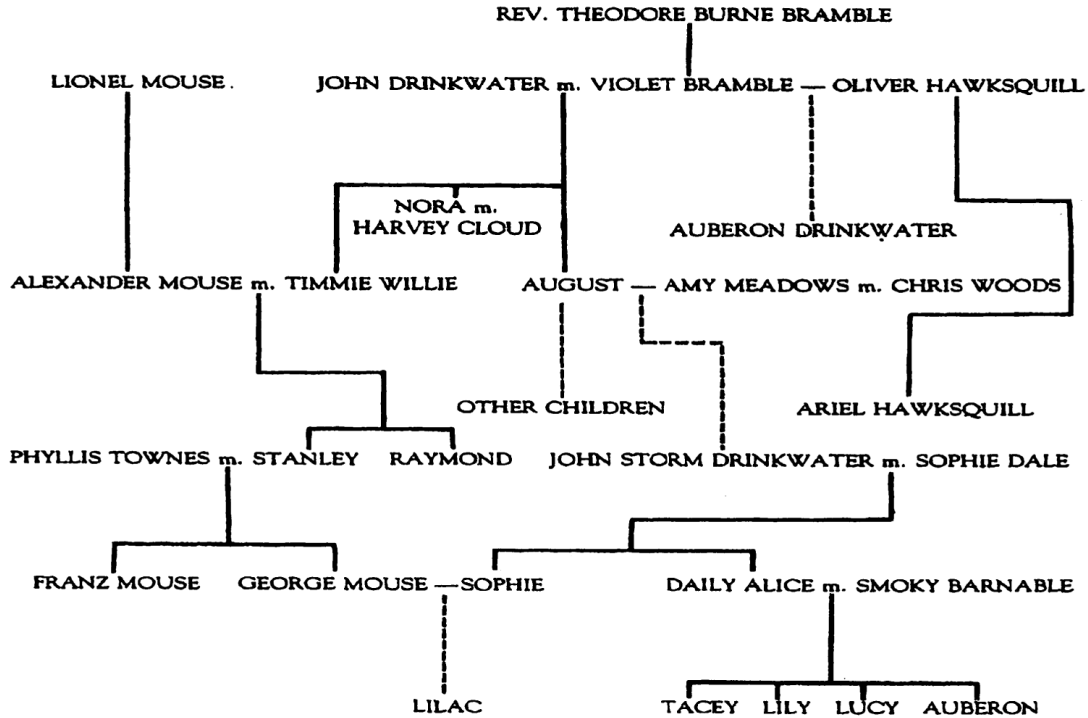 REV. THEODORE BURNE BRAMBLE
LIONEL MOUSE. JOHN DRINKWATER m. VIOLET BRAMBLE — OLIVER HAWKSQUILL
NORA m.
HARVEY CLOUD
AUBERON DRINKWATER
ALEXANDER MOUSE m. TIMMIE WILLIE AUGUST — AMY MEADOWS m. CHRIS WOODS
OTHER CHILDREN ARIEL HAWKSQUILL
PHYLLIS TOWNES m. STANLEY RAYMOND JOHN STORM DRINKWATER m. SOPHIE DALE
FRANZ MOUSE GEORGE MOUSE — SOPHIE DAILY ALICE m. SMOKY BARNABLE
LILAC TACEY LILY LUCY AUBERON